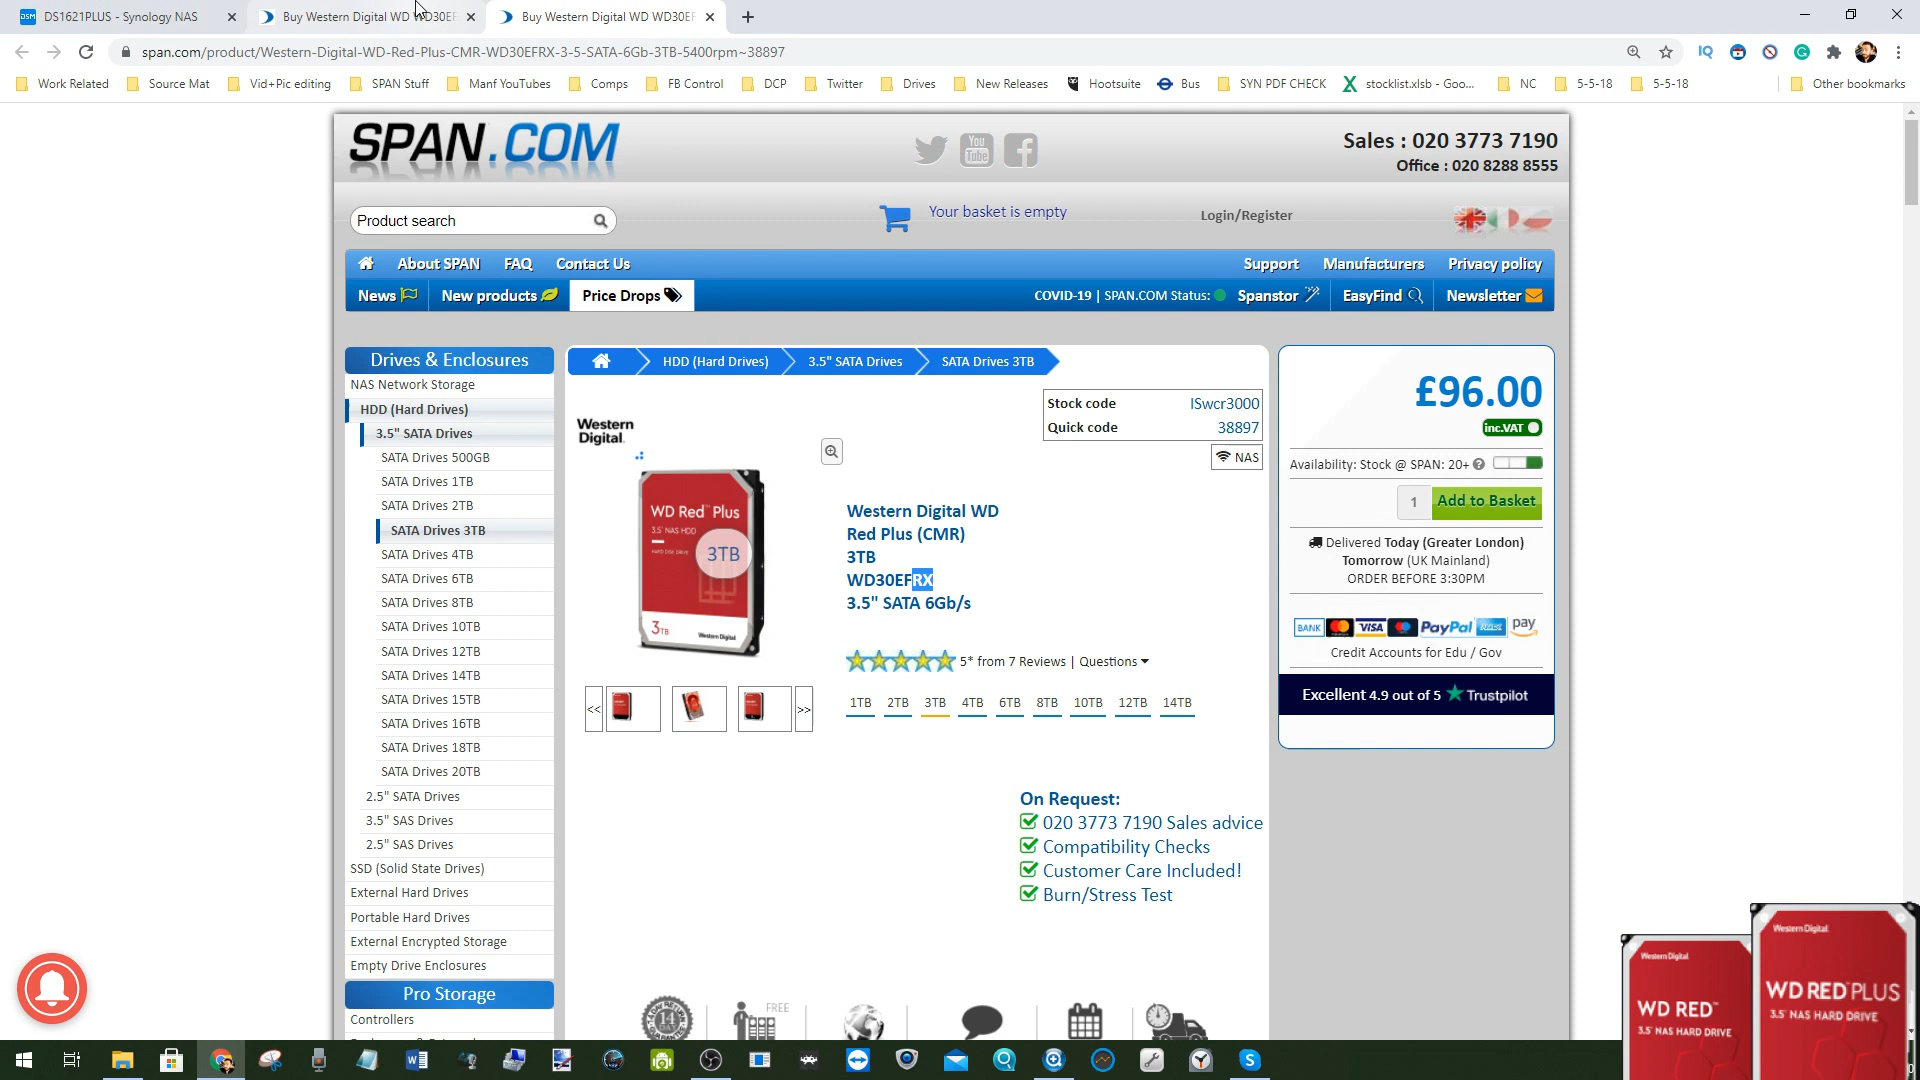 DS1621PLUS - Synology NAS
Buy Western Digital WD WD30EF
Buy Western Digital WD WD30EF
span.com/product/Western-Digital-WD-Red-Plus-CMR-WD30EFRX-3-5-SATA-6Gb-3TB-5400rpm~38897
Work Related
Source Mat
Vid+Pic editing
SPAN Stuff
Manf YouTubes
Comps
FB Control
DCP
Twitter
Drives
New Releases
Hootsuite
Bus
SYN PDF CHECK
stocklist.xlsb - Goo...
NC
5-5-18
5-5-18
Other bookmarks
SPAN.COM
You Tube
Sales : 020 3773 7190
Office : 020 8288 8555
Product search
Your basket is empty
Login/Register
About SPAN
FAQ
Contact Us
Support
Manufacturers
Privacy policy
News
New products
Price Drops
COVID-19 | SPAN.COM Status:
Spanstor
EasyFind
Newsletter
Drives & Enclosures
NAS Network Storage
HDD (Hard Drives)
3.5" SATA Drives
SATA Drives 500GB
SATA Drives 1TB
SATA Drives 2TB
SATA Drives 3TB
SATA Drives 4TB
SATA Drives 6TB
SATA Drives 8TB
SATA Drives 10TB
SATA Drives 12TB
SATA Drives 14TB
SATA Drives 15TB
SATA Drives 16TB
SATA Drives 18TB
SATA Drives 20TB
2.5" SATA Drives
3.5" SAS Drives
2.5" SAS Drives
SSD (Solid State Drives)
External Hard Drives
Portable Hard Drives
External Encrypted Storage
Empty Drive Enclosures
Pro Storage
Controllers
HDD (Hard Drives)
3.5" SATA Drives
SATA Drives 3TB
Stock code ISwcr3000
Quick code 38897
NAS
Western
Digital.
WD Red Plus
3.5" NAS HDD
3TB
3TB
Western Digital
Western Digital WD
Red Plus (CMR)
3TB
WD30EFRX
3.5" SATA 6Gb/s
5* from 7 Reviews | Questions
<<
>>
1TB 2TB 3TB 4TB 6TB 8TB 10TB 12TB 14TB
On Request:
020 3773 7190 Sales advice
Compatibility Checks
Customer Care Included!
Burn/Stress Test
14
FREE
£96.00
inc.VAT
Availability: Stock @ SPAN: 20+
1
Add to Basket
Delivered Today (Greater London)
Tomorrow (UK Mainland)
ORDER BEFORE 3:30PM
BANK
VISA
PayPal
pay
Credit Accounts for Edu / Gov
Excellent 4.9 out of 5 Trustpilot
Western Digital
WD RED
3.5" NAS HARD DRIVE
Western Digital
WD RED PLUS
3.5" NAS HARD DRIVE